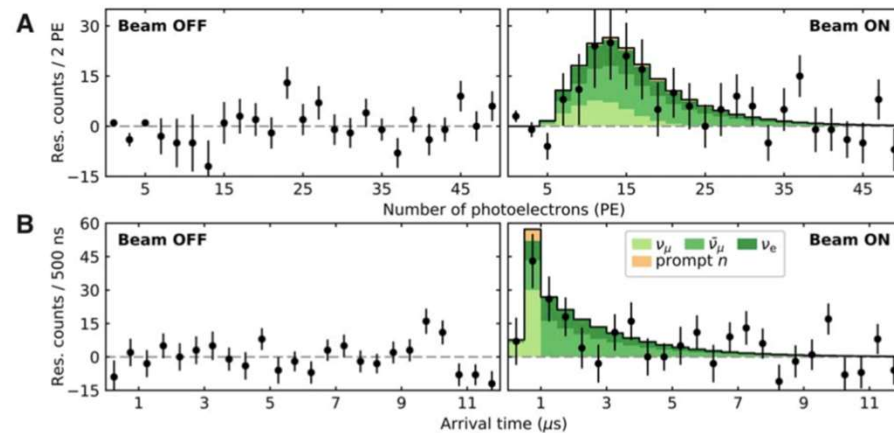 A
Beam OFF
Beam ON
Res. counts / 2 PE
30
15
0
−15
5 15 25 35 45
5 15 25 35 45
Number of photoelectrons (PE)
B
Beam OFF
Beam ON
Res. counts / 500 ns
60
45
30
15
0
−15
νμ ν̄μ νe
prompt n
1 3 5 7 9 11
1 3 5 7 9 11
Arrival time (μs)